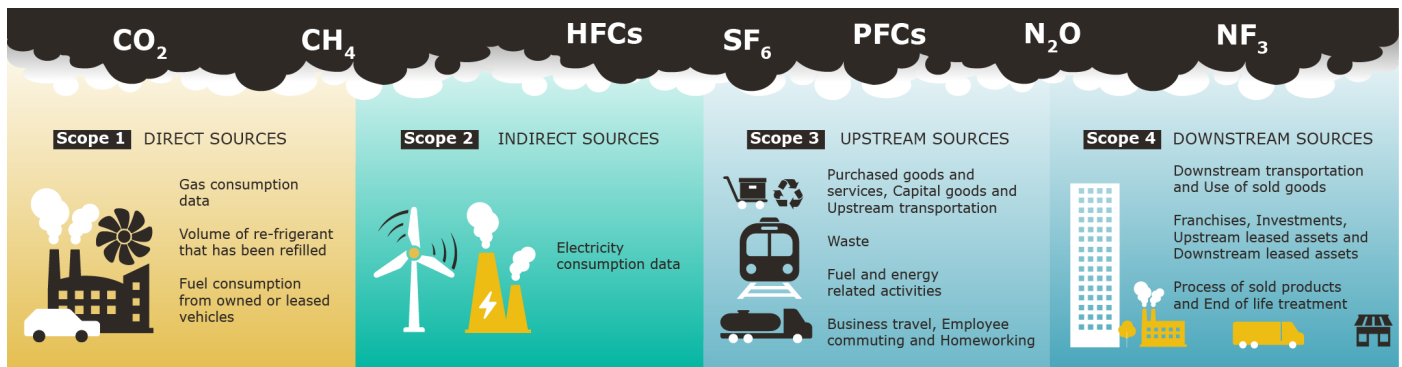 CO2
CH4
HFCs
SF6
PFCs
N2O
NF3
Scope 1 DIRECT SOURCES
Gas consumption
data
Volume of re-frigerant
that has been refilled
Fuel consumption
from owned or leased
vehicles
Scope 2 INDIRECT SOURCES
Electricity
consumption data
Scope 3 UPSTREAM SOURCES
Purchased goods and
services, Capital goods and
Upstream transportation
Waste
Fuel and energy
related activities
Business travel, Employee
commuting and Homeworking
Scope 4 DOWNSTREAM SOURCES
Downstream transportation
and Use of sold goods
Franchises, Investments,
Upstream leased assets and
Downstream leased assets
Process of sold products
and End of life treatment